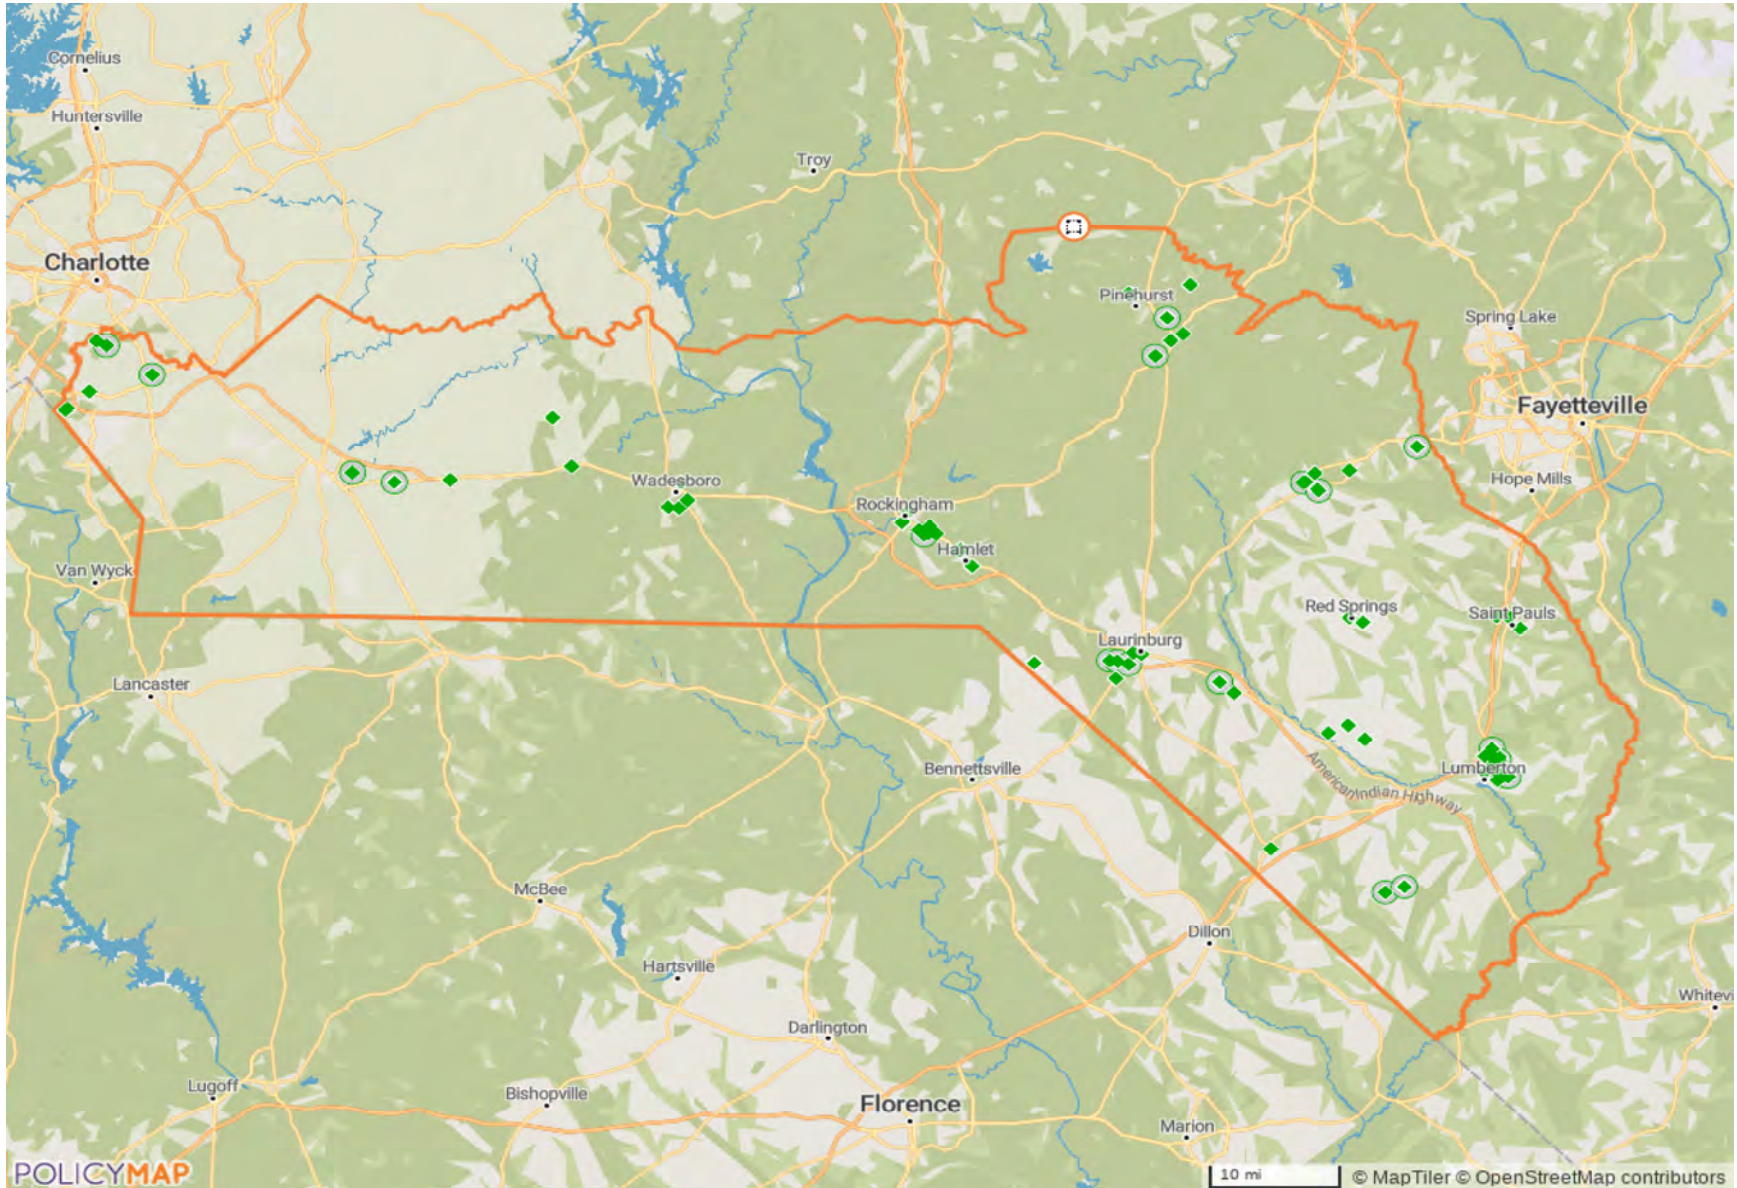 Cornelius
Huntersville
Troy
Charlotte
Pinehurst
Spring Lake
Fayetteville
Wadesboro
Hope Mills
Rockingham
Hamlet
Van Wyck
Red Springs
Saint Pauls
Laurinburg
Lancaster
Bennettsville
Lumberton
American Indian Highway
McBee
Dillon
Hartsville
Whitevi
Darlington
Lugoff
Bishopville
Florence
Marion
POLICYMAP
10 mi
© MapTiler © OpenStreetMap contributors